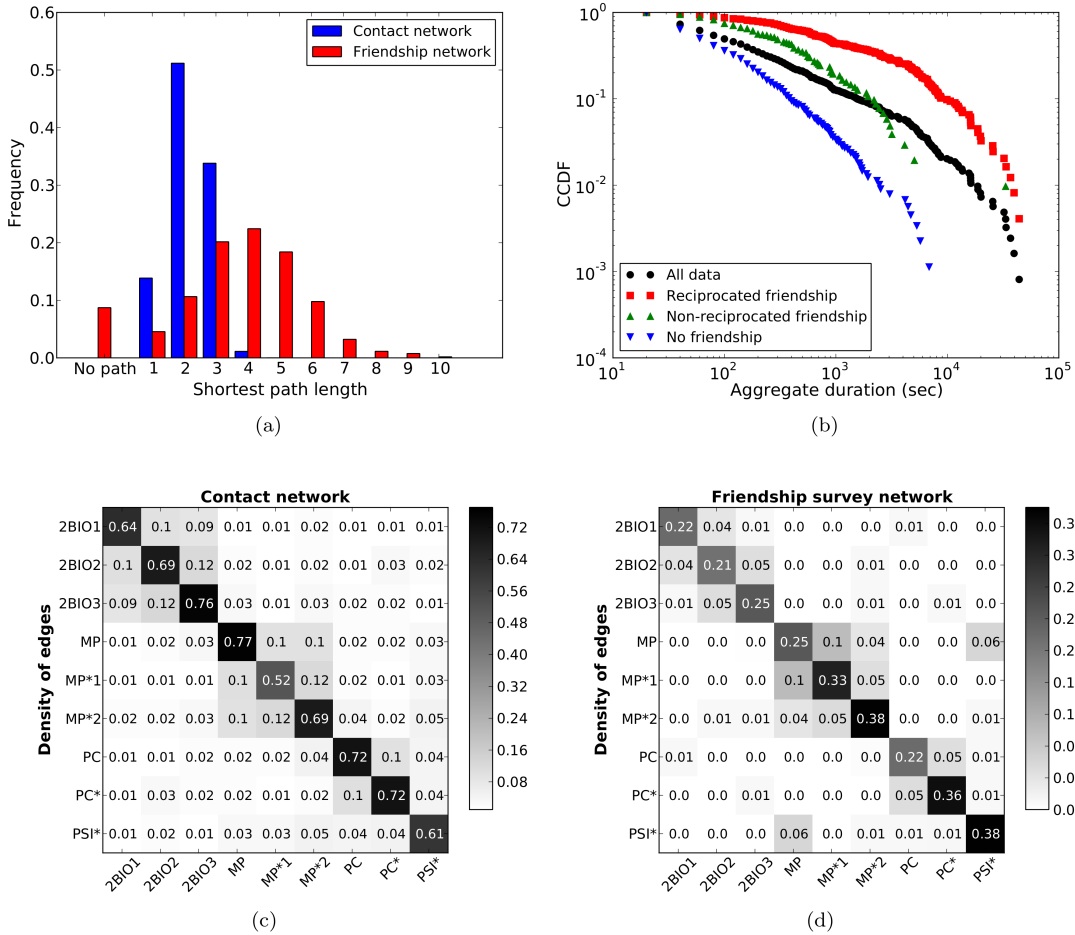 0.6
0.5
0.4
0.3
0.2
0.1
0.0
Frequency
Contact network
Friendship network
No path 1 2 3 4 5 6 7 8 9 10
Shortest path length
(a)
10^0
10^-1
10^-2
10^-3
10^-4
CCDF
All data
Reciprocated friendship
Non-reciprocated friendship
No friendship
10^1 10^2 10^3 10^4 10^5
Aggregate duration (sec)
(b)
Contact network
Density of edges
2BIO1 0.64 0.1 0.09 0.01 0.01 0.02 0.01 0.01 0.01
2BIO2 0.1 0.69 0.12 0.02 0.01 0.02 0.01 0.03 0.02
2BIO3 0.09 0.12 0.76 0.03 0.01 0.03 0.02 0.02 0.01
MP 0.01 0.02 0.03 0.77 0.1 0.1 0.02 0.02 0.03
MP*1 0.01 0.01 0.01 0.1 0.52 0.12 0.02 0.01 0.03
MP*2 0.02 0.02 0.03 0.1 0.12 0.69 0.04 0.02 0.05
PC 0.01 0.01 0.02 0.02 0.02 0.04 0.72 0.1 0.04
PC* 0.01 0.03 0.02 0.02 0.01 0.02 0.1 0.72 0.04
PSI* 0.01 0.02 0.01 0.03 0.03 0.05 0.04 0.04 0.61
2BIO1 2BIO2 2BIO3 MP MP*1 MP*2 PC PC* PSI*
0.72
0.64
0.56
0.48
0.40
0.32
0.24
0.16
0.08
(c)
Friendship survey network
Density of edges
2BIO1 0.22 0.04 0.01 0.0 0.0 0.0 0.01 0.0 0.0
2BIO2 0.04 0.21 0.05 0.0 0.0 0.01 0.0 0.0 0.0
2BIO3 0.01 0.05 0.25 0.0 0.0 0.01 0.0 0.01 0.0
MP 0.0 0.0 0.0 0.25 0.1 0.04 0.0 0.0 0.06
MP*1 0.0 0.0 0.0 0.1 0.33 0.05 0.0 0.0 0.0
MP*2 0.0 0.01 0.01 0.04 0.05 0.38 0.0 0.0 0.01
PC 0.01 0.0 0.0 0.0 0.0 0.0 0.22 0.05 0.01
PC* 0.0 0.0 0.01 0.0 0.0 0.0 0.05 0.36 0.01
PSI* 0.0 0.0 0.0 0.06 0.0 0.01 0.01 0.01 0.38
2BIO1 2BIO2 2BIO3 MP MP*1 MP*2 PC PC* PSI*
0.3
0.3
0.2
0.2
0.2
0.1
0.1
0.0
0.0
0.0
(d)